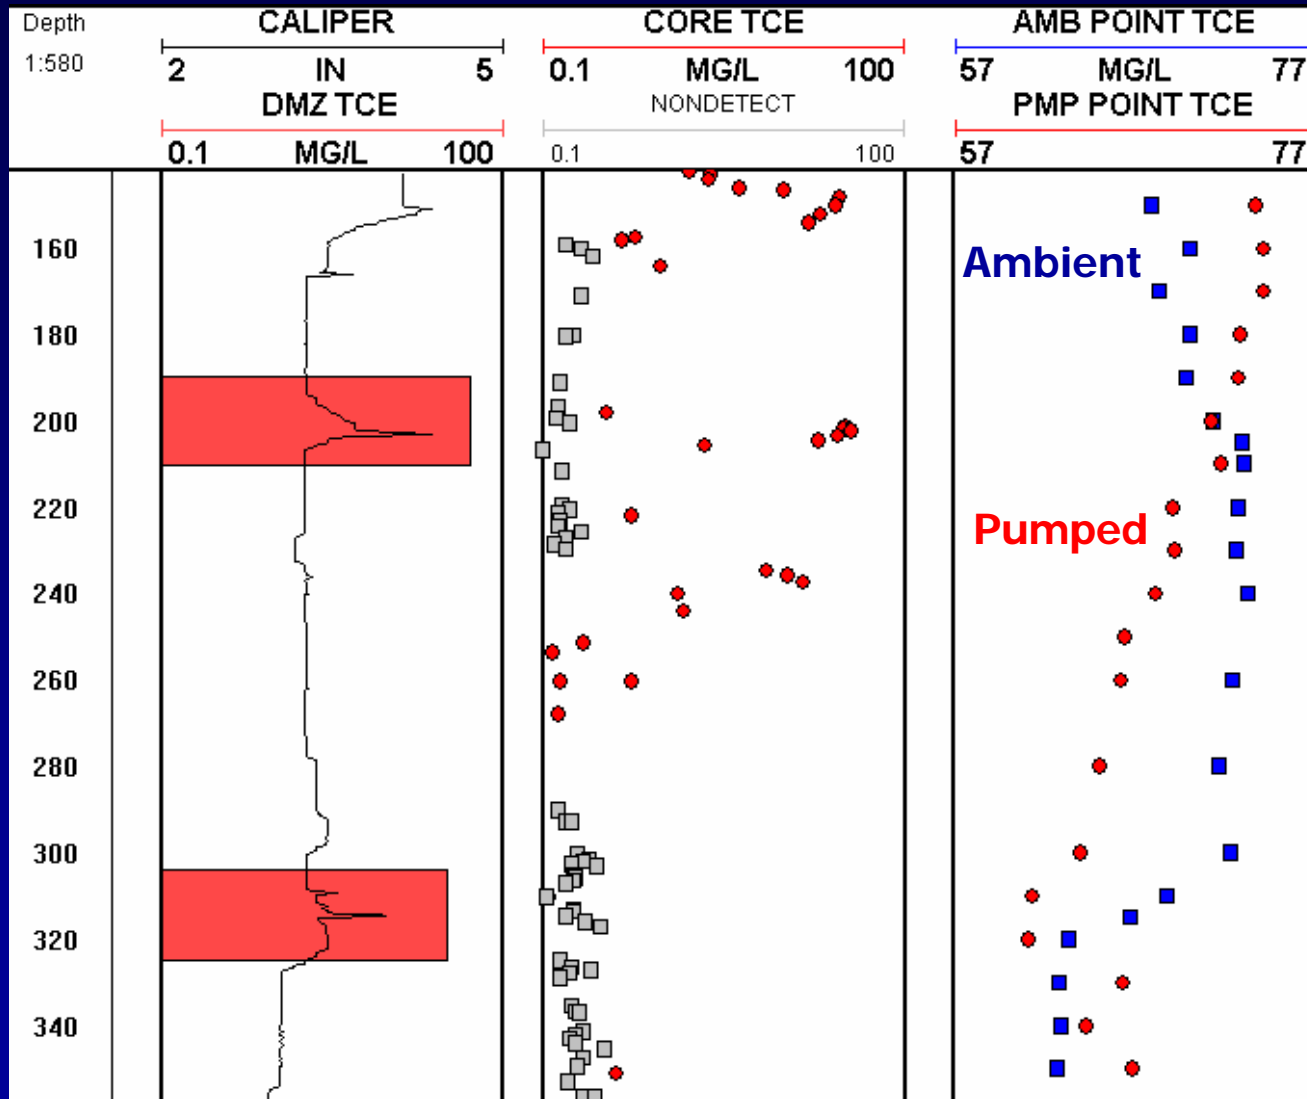 Depth
1:580
CALIPER
2 IN 5
DMZ TCE
0.1 MG/L 100
CORE TCE
0.1 MG/L 100
NONDETECT
0.1 100
AMB POINT TCE
57 MG/L 77
PMP POINT TCE
57 77
160
180
200
220
240
260
280
300
320
340
Ambient
Pumped